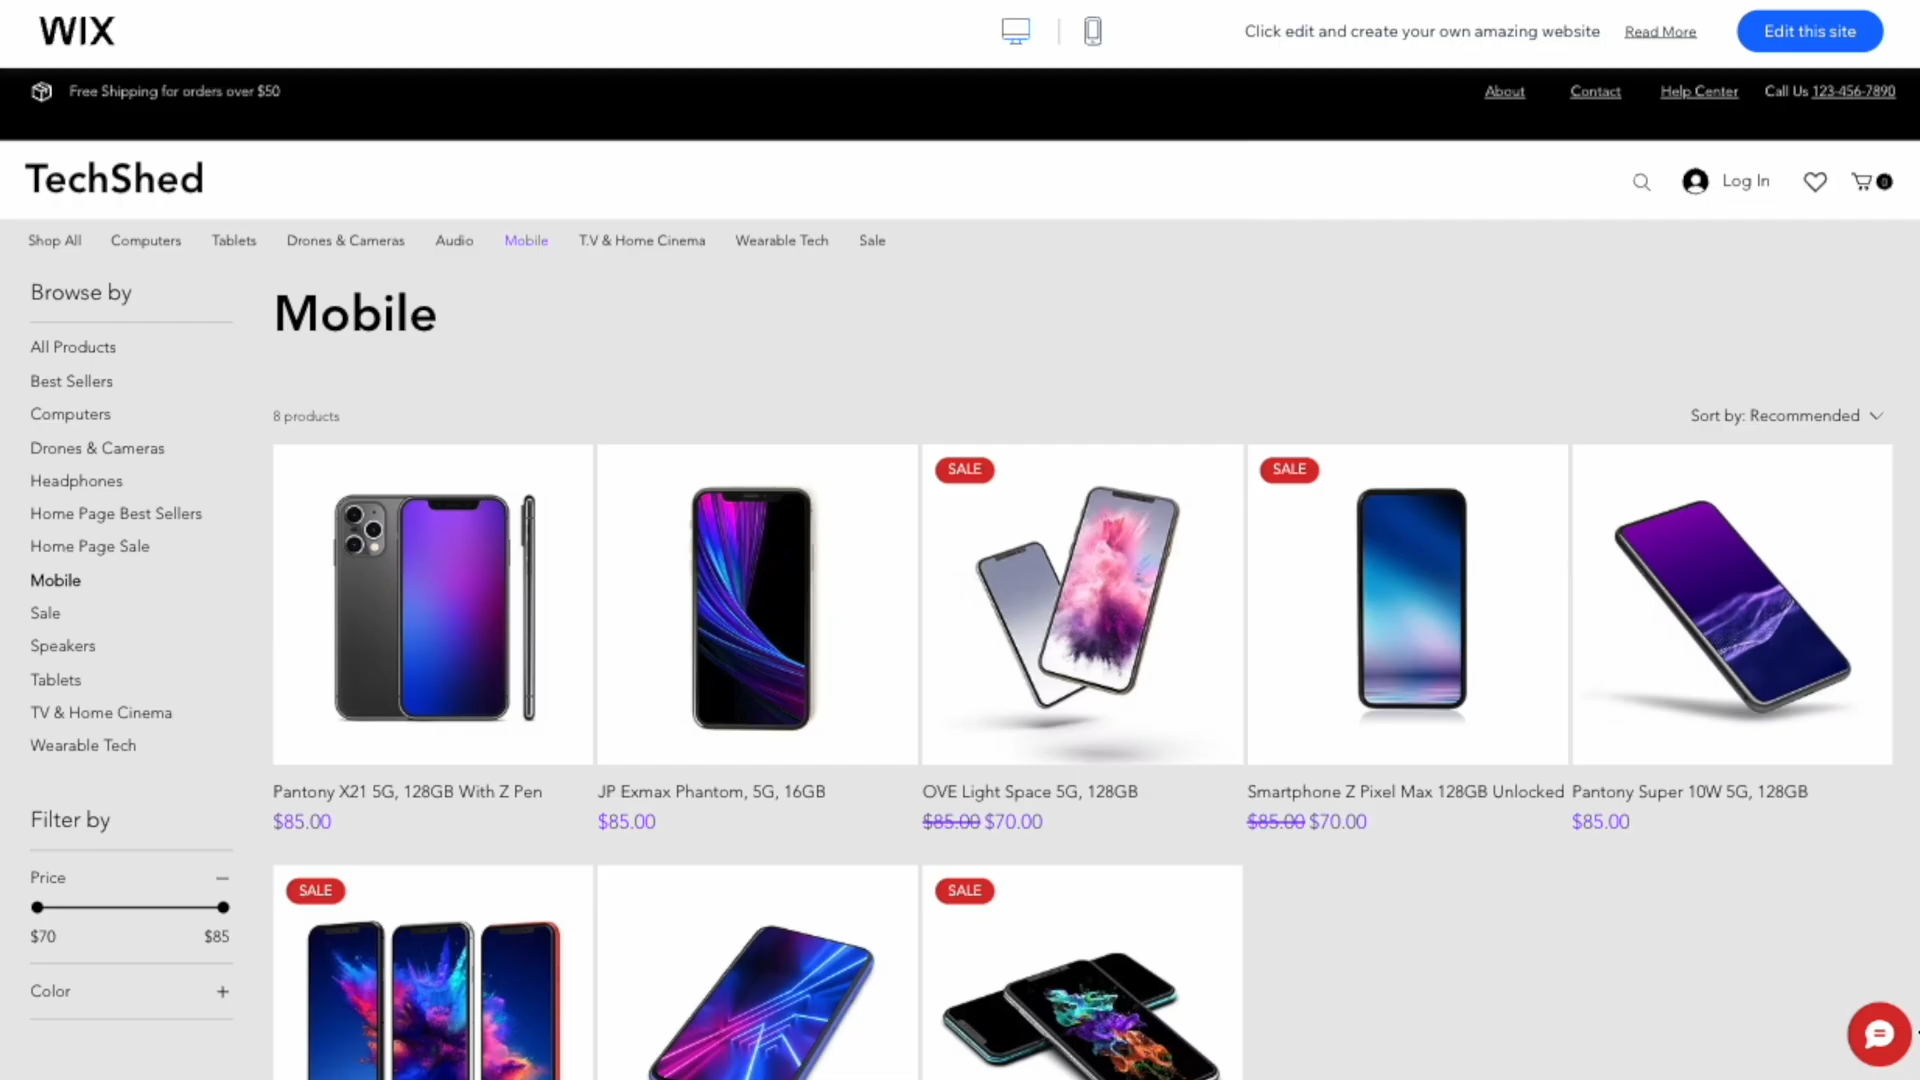 WIX
Click edit and create your own amazing website Read More Edit this site
Free Shipping for orders over $50
About Contact Help Center Call Us 123-456-7890
TechShed
Log In 0
Shop All Computers Tablets Drones & Cameras Audio Mobile T.V & Home Cinema Wearable Tech Sale
Browse by
All Products
Best Sellers
Computers
Drones & Cameras
Headphones
Home Page Best Sellers
Home Page Sale
Mobile
Sale
Speakers
Tablets
TV & Home Cinema
Wearable Tech
Filter by
Price
$70 $85
Color
Mobile
8 products
Sort by: Recommended
SALE
SALE
Pantony X21 5G, 128GB With Z Pen
$85.00
JP Exmax Phantom, 5G, 16GB
$85.00
OVE Light Space 5G, 128GB
$85.00 $70.00
Smartphone Z Pixel Max 128GB Unlocked
$85.00 $70.00
Pantony Super 10W 5G, 128GB
$85.00
SALE
SALE